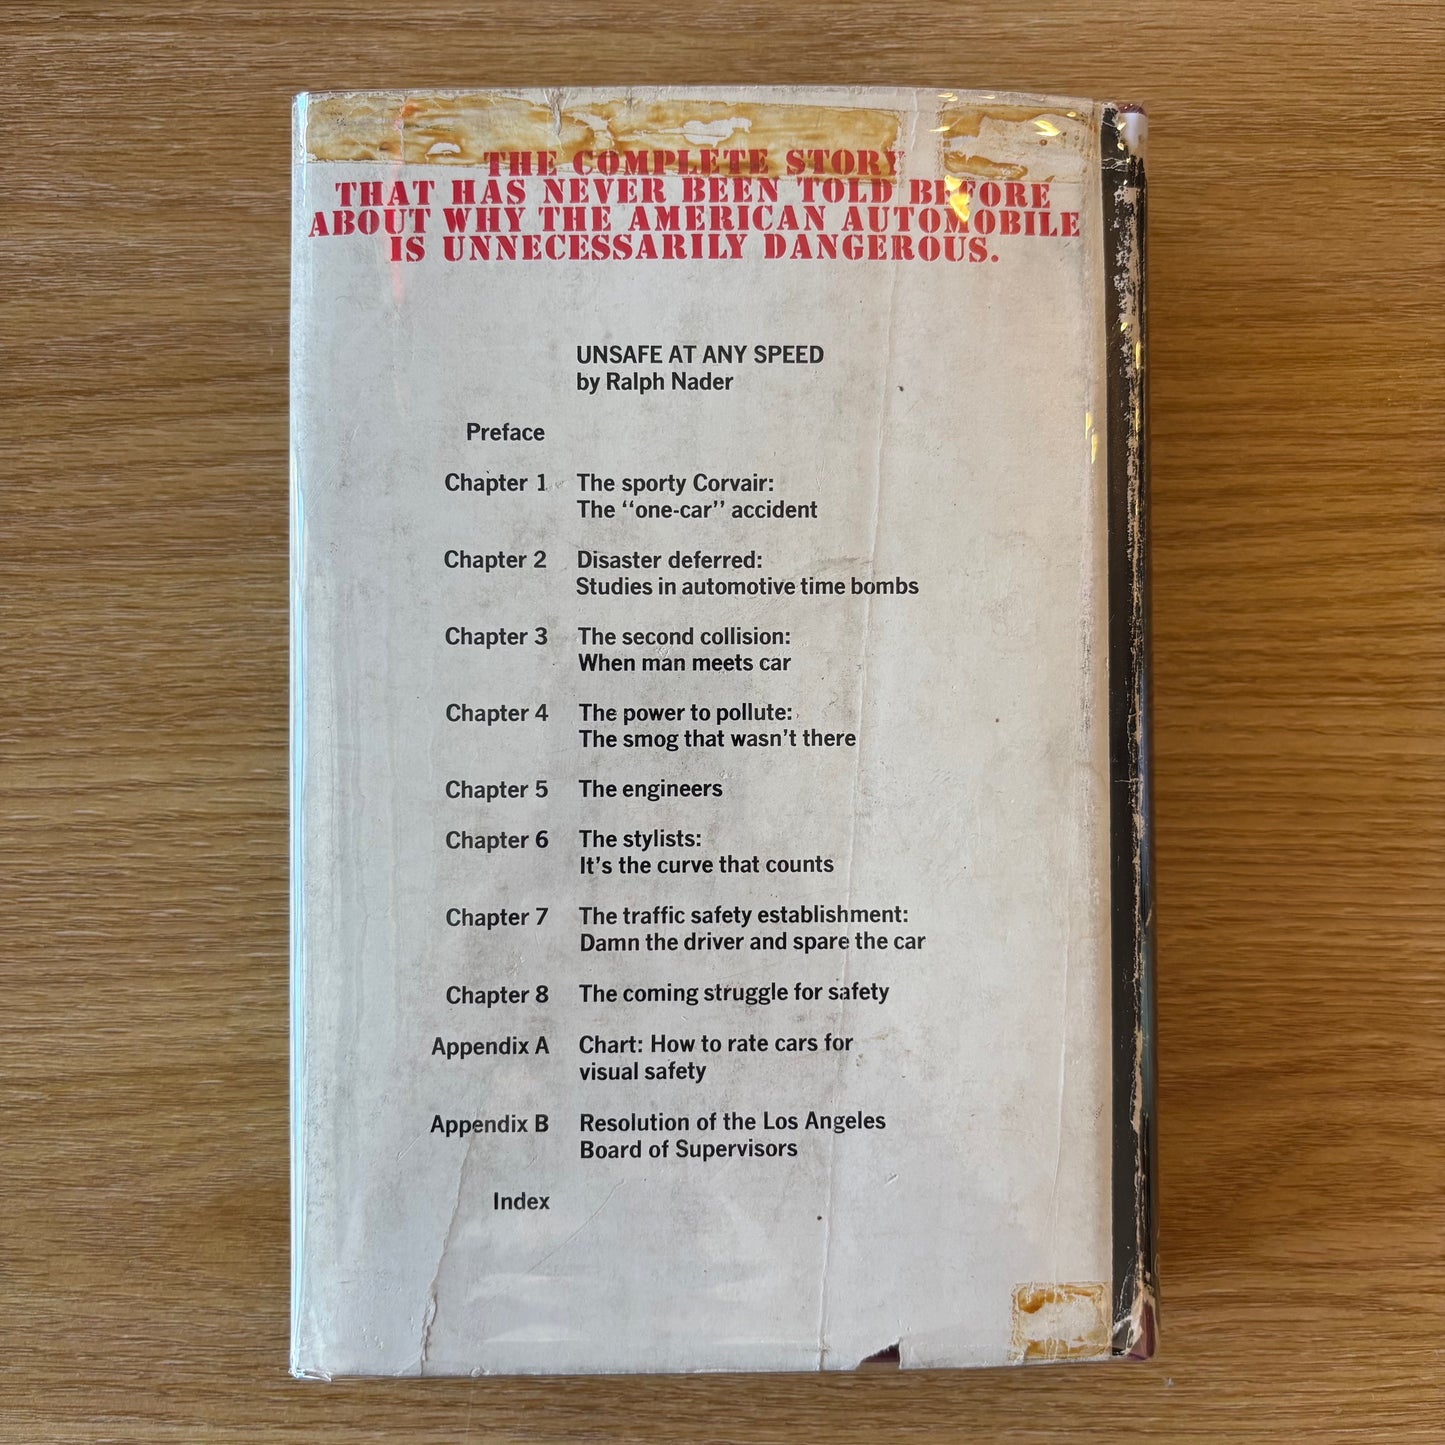 THE COMPLETE STORY
THAT HAS NEVER BEEN TOLD BEFORE
ABOUT WHY THE AMERICAN AUTOMOBILE
IS UNNECESSARILY DANGEROUS.
UNSAFE AT ANY SPEED
by Ralph Nader
Preface
Chapter 1 The sporty Corvair:
The "one-car" accident
Chapter 2 Disaster deferred:
Studies in automotive time bombs
Chapter 3 The second collision:
When man meets car
Chapter 4 The power to pollute:
The smog that wasn't there
Chapter 5 The engineers
Chapter 6 The stylists:
It's the curve that counts
Chapter 7 The traffic safety establishment:
Damn the driver and spare the car
Chapter 8 The coming struggle for safety
Appendix A Chart: How to rate cars for
visual safety
Appendix B Resolution of the Los Angeles
Board of Supervisors
Index